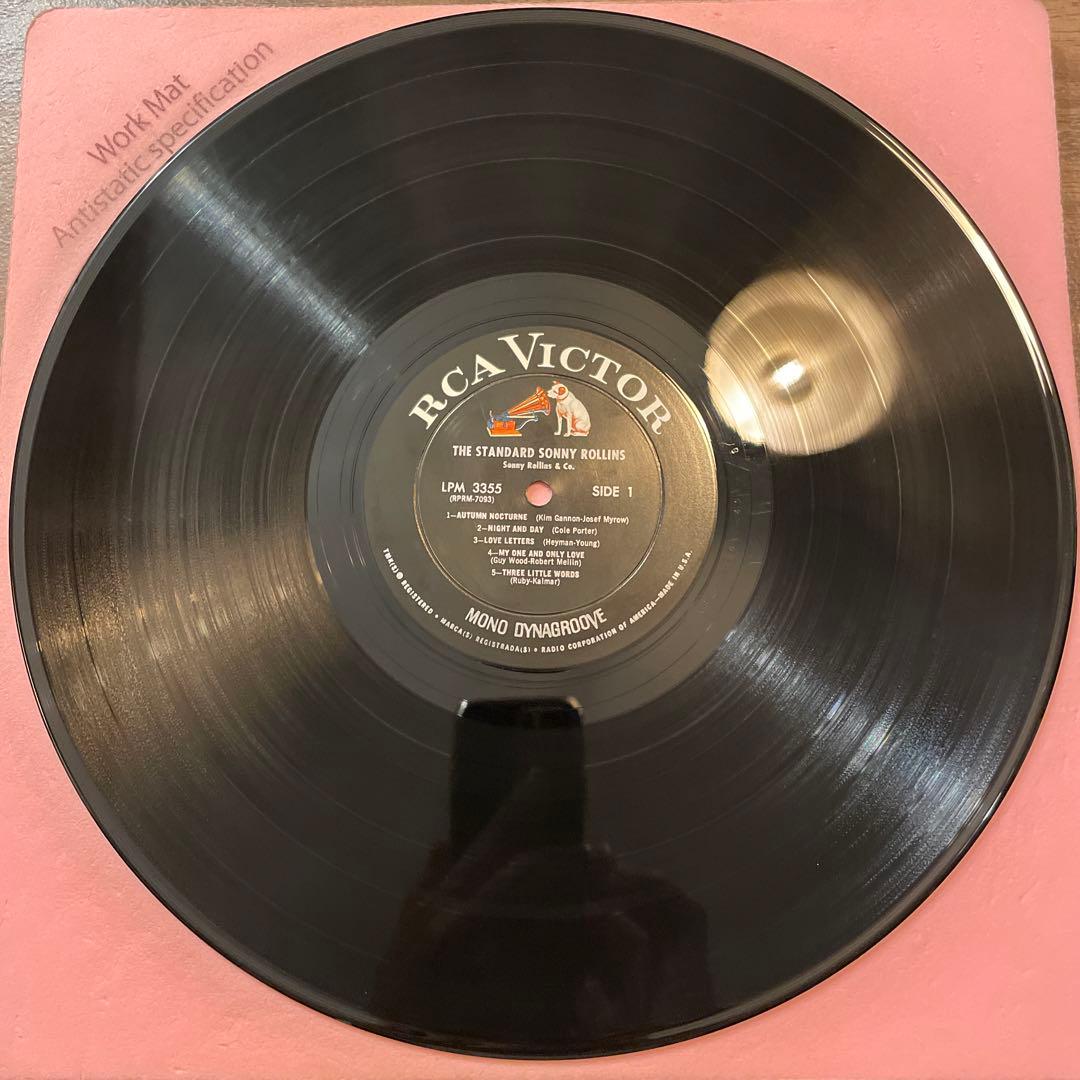 Work Mat
Antistatic specification
RCA VICTOR
THE STANDARD SONNY ROLLINS
Sonny Rollins & Co.
LPM 3355
(RPRM-7093)
SIDE 1
1—AUTUMN NOCTURNE (Kim Gannon-Josef Myrow)
2—NIGHT AND DAY (Cole Porter)
3—LOVE LETTERS (Heyman-Young)
4—MY ONE AND ONLY LOVE
(Guy Wood-Robert Mellin)
5—THREE LITTLE WORDS
(Ruby-Kalmar)
MONO DYNAGROOVE
TMK(S) ® REGISTERED • MARCA(S) REGISTRADA(S) • RADIO CORPORATION OF AMERICA—MADE IN U.S.A.